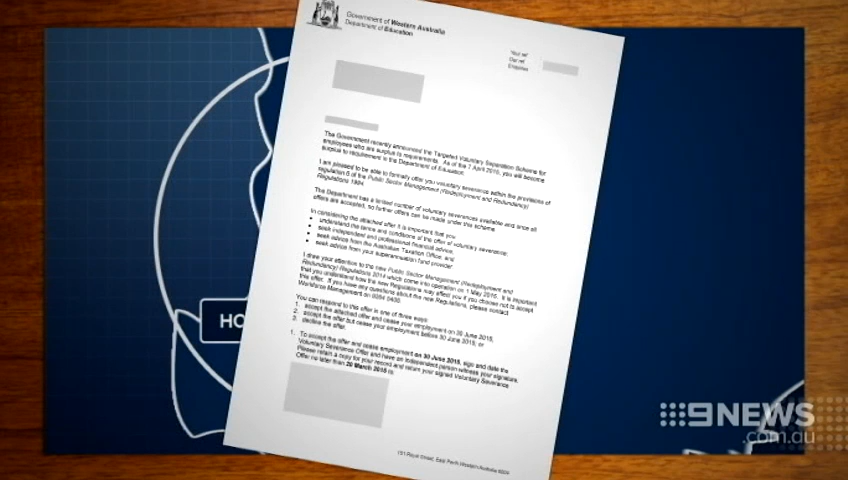 Government of Western Australia
Department of Education
Your ref
Our ref
Enquiries
The Government recently announced the Targeted Voluntary Separation Scheme for
employees who are surplus to requirements. As of the 7 April 2015, you will become
surplus to requirement in the Department of Education.
I am pleased to be able to formally offer you voluntary severance within the provisions of
regulation 6 of the Public Sector Management (Redeployment and Redundancy)
Regulations 1994.
The Department has a limited number of voluntary severances available and once all
offers are accepted, no further offers can be made under this scheme.
In considering the attached offer it is important that you:
• understand the terms and conditions of the offer of voluntary severance;
• seek independent and professional financial advice;
• seek advice from the Australian Taxation Office; and
• seek advice from your superannuation fund provider.
I draw your attention to the new Public Sector Management (Redeployment and
Redundancy) Regulations 2014 which come into operation on 1 May 2015. It is important
that you understand how the new Regulations may affect you if you choose not to accept
this offer. If you have any questions about the new Regulations, please contact
Workforce Management on
You can respond to this offer in one of three ways:
1. accept the attached offer and cease your employment on 30 June 2015,
2. accept the offer but cease your employment before 30 June 2015, or
3. decline the offer.
1. To accept the offer and cease employment on 30 June 2015, sign and date the
Voluntary Severance Offer and have an independent person witness your signature.
Please retain a copy for your record and return your signed Voluntary Severance
Offer no later than 20 March 2015 to:
151 Royal Street, East Perth Western Australia 6004
HO
9NEWS
.com.au